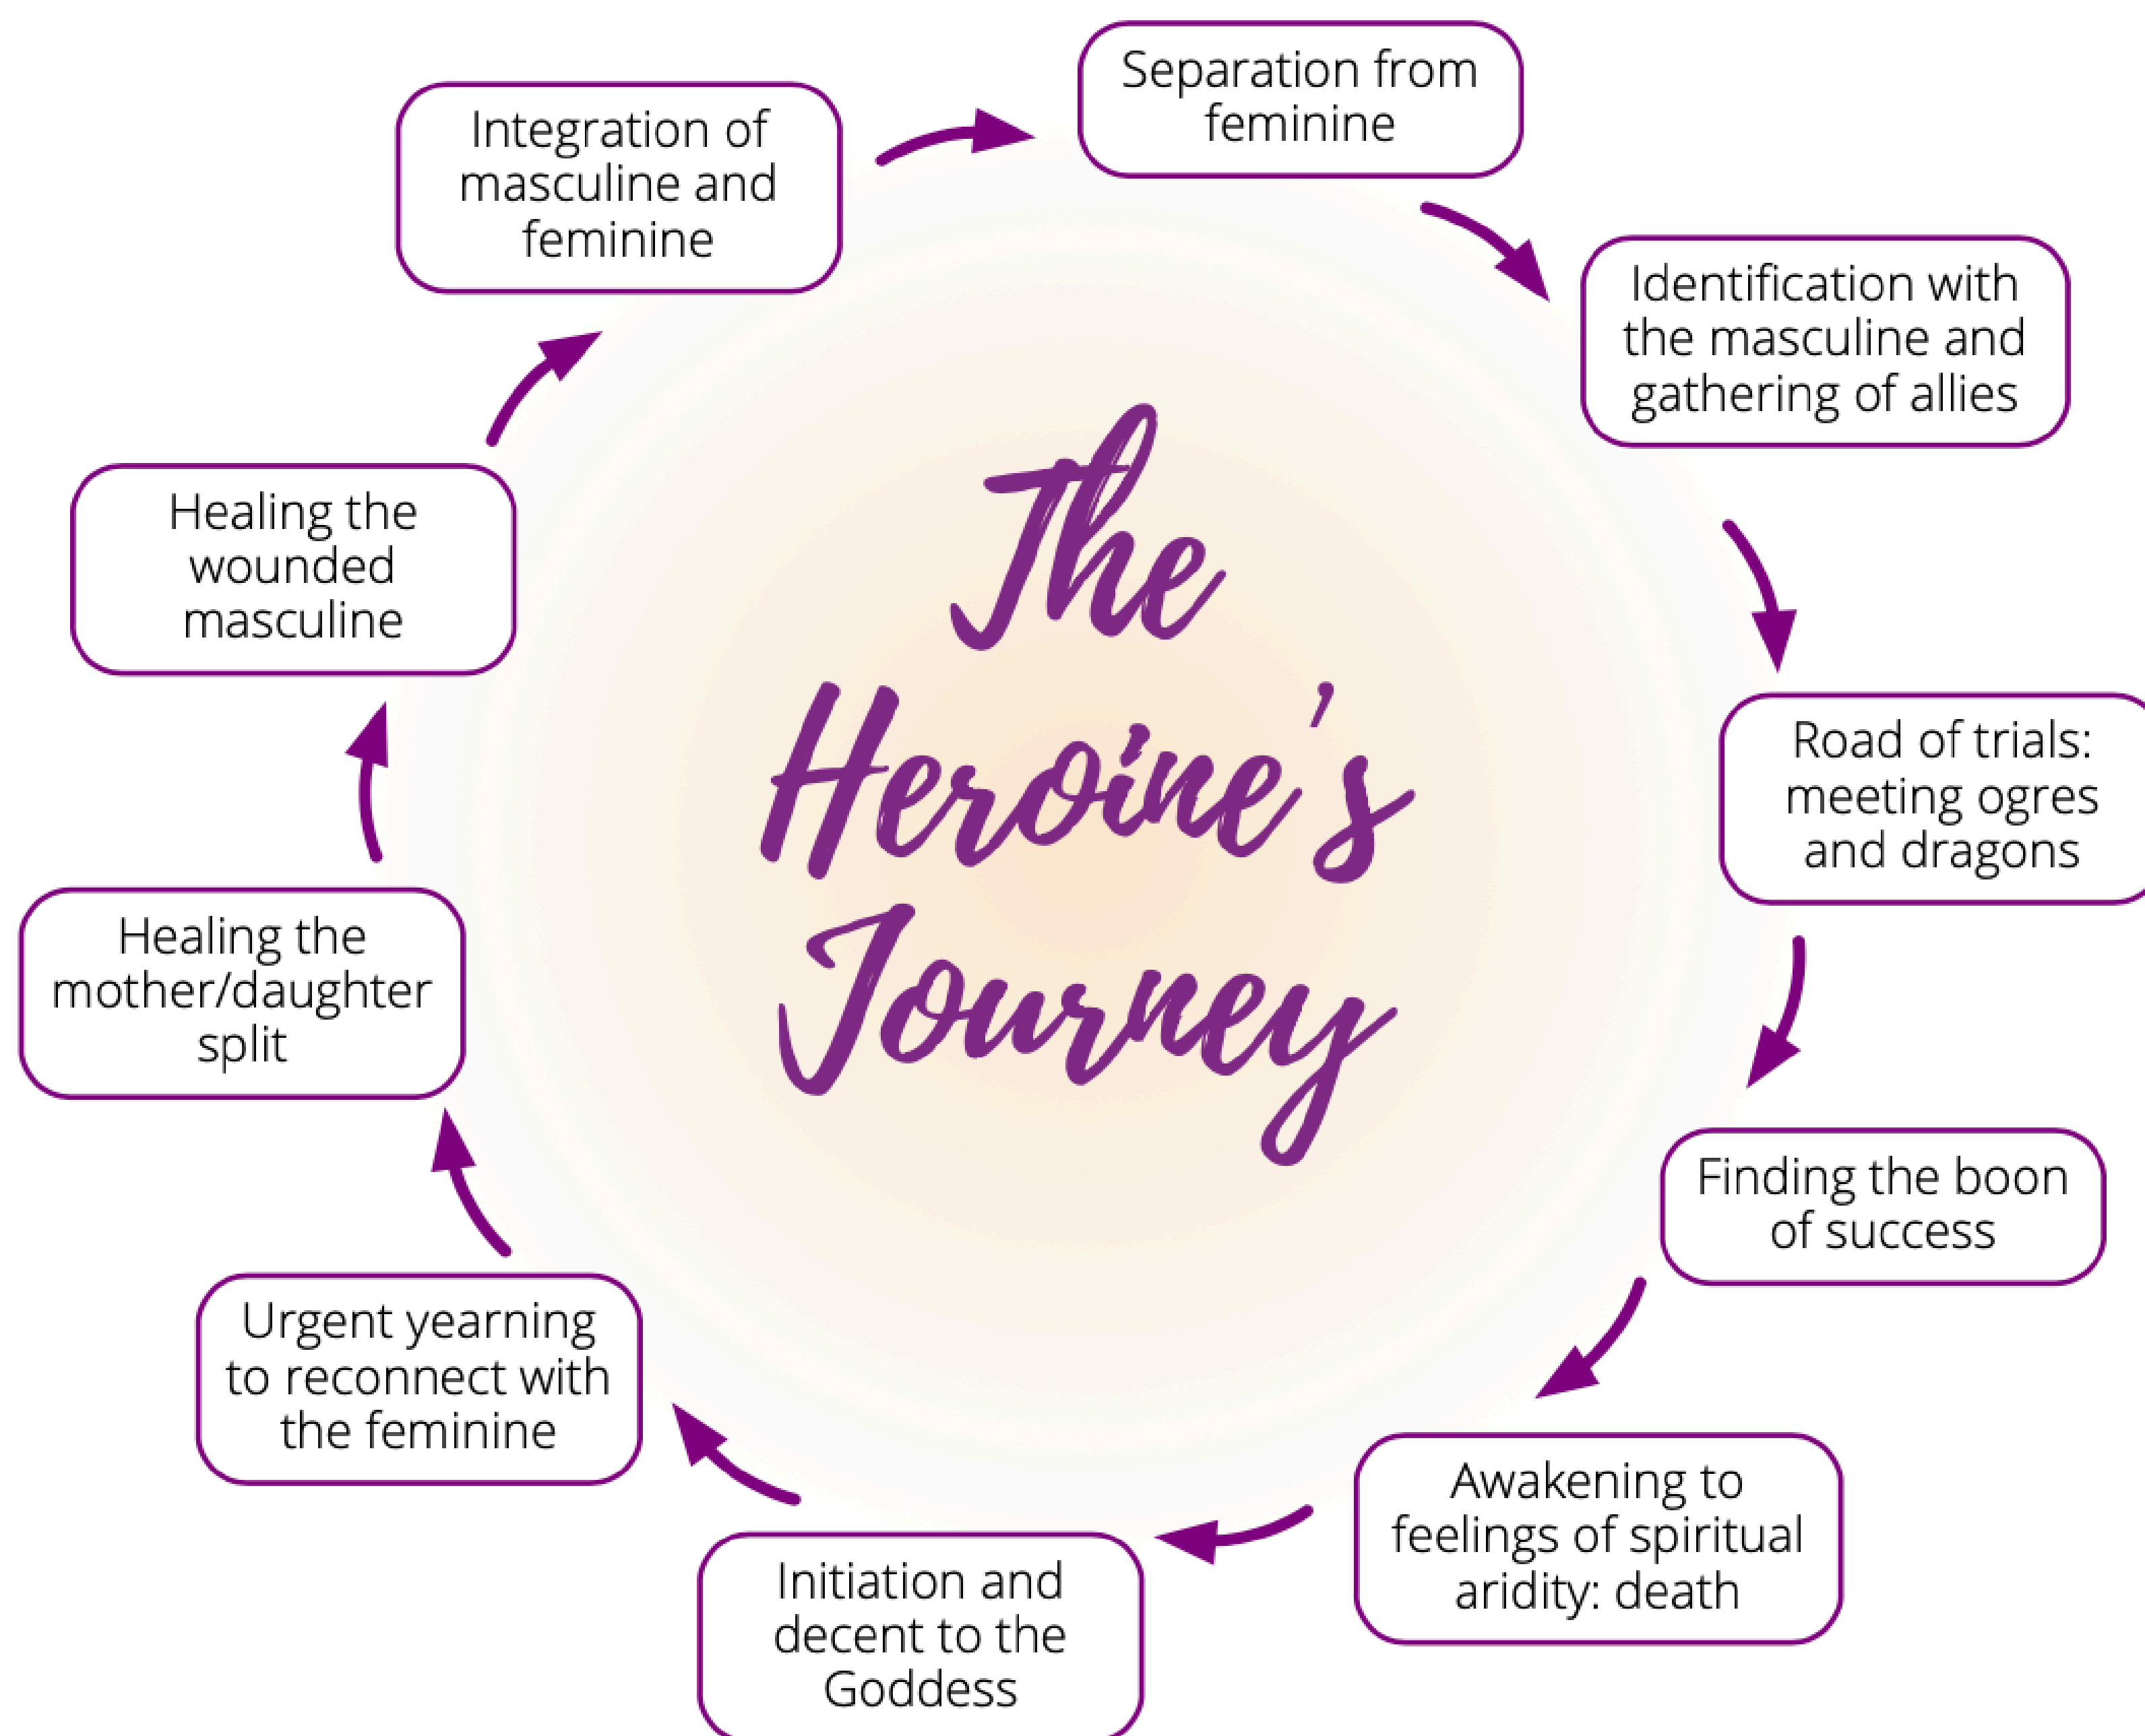 The
Heroine's
Journey
Separation from
feminine
Identification with
the masculine and
gathering of allies
Road of trials:
meeting ogres
and dragons
Finding the boon
of success
Awakening to
feelings of spiritual
aridity: death
Initiation and
decent to the
Goddess
Urgent yearning
to reconnect with
the feminine
Healing the
mother/daughter
split
Healing the
wounded
masculine
Integration of
masculine and
feminine